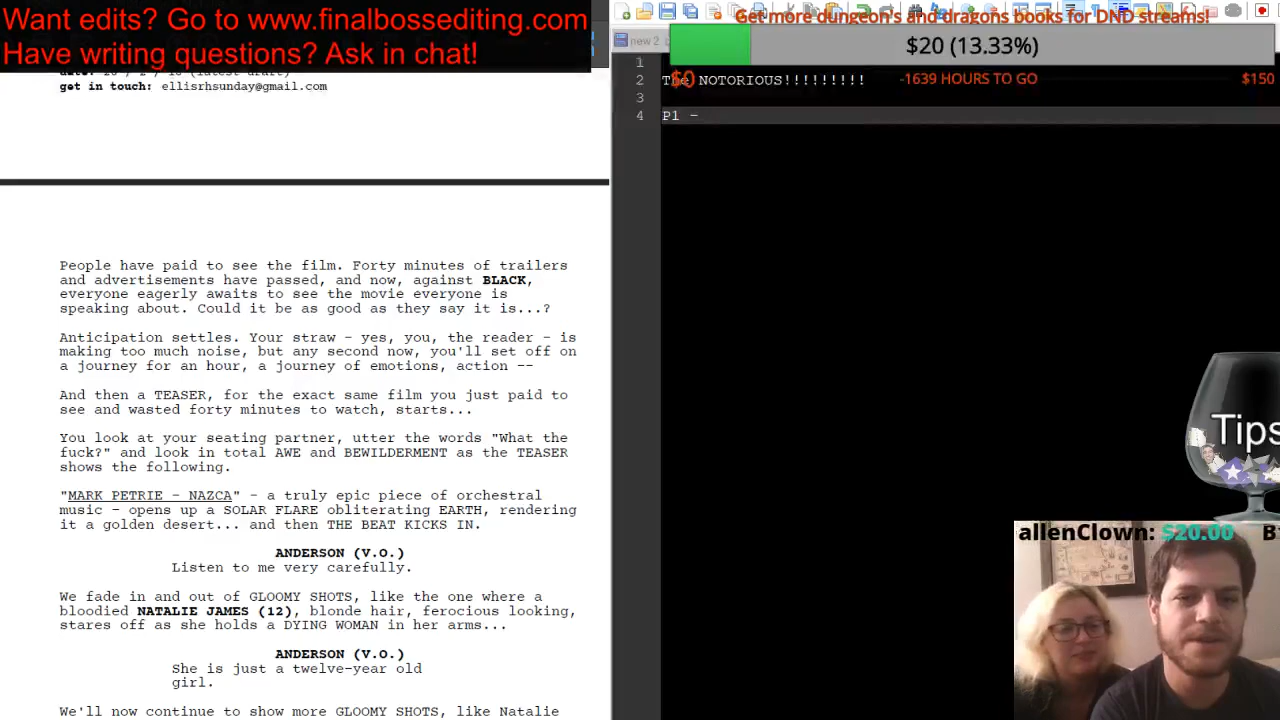 Want edits? Go to www.finalbossediting.com
Have writing questions? Ask in chat!
get in touch: ellisrhsunday@gmail.com
People have paid to see the film. Forty minutes of trailers
and advertisements have passed, and now, against BLACK,
everyone eagerly awaits to see the movie everyone is
speaking about. Could it be as good as they say it is...?
Anticipation settles. Your straw - yes, you, the reader - is
making too much noise, but any second now, you'll set off on
a journey for an hour, a journey of emotions, action --
And then a TEASER, for the exact same film you just paid to
see and wasted forty minutes to watch, starts...
You look at your seating partner, utter the words "What the
fuck?" and look in total AWE and BEWILDERMENT as the TEASER
shows the following.
"MARK PETRIE - NAZCA" - a truly epic piece of orchestral
music - opens up a SOLAR FLARE obliterating EARTH, rendering
it a golden desert... and then THE BEAT KICKS IN.
ANDERSON (V.O.)
Listen to me very carefully.
We fade in and out of GLOOMY SHOTS, like the one where a
bloodied NATALIE JAMES (12), blonde hair, ferocious looking,
stares off as she holds a DYING WOMAN in her arms...
ANDERSON (V.O.)
She is just a twelve-year old
girl.
We'll now continue to show more GLOOMY SHOTS, like Natalie
Get more dungeon's and dragons books for DND streams!
new 2
$20 (13.33%)
$0
-1639 HOURS TO GO
$150
1
2 The NOTORIOUS!!!!!!!!!
3
4 P1 -
Tips
allenClown: $20.00 B